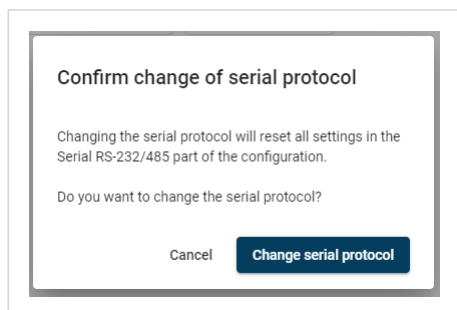 Confirm change of serial protocol
Changing the serial protocol will reset all settings in the
Serial RS-232/485 part of the configuration.
Do you want to change the serial protocol?
Cancel
Change serial protocol